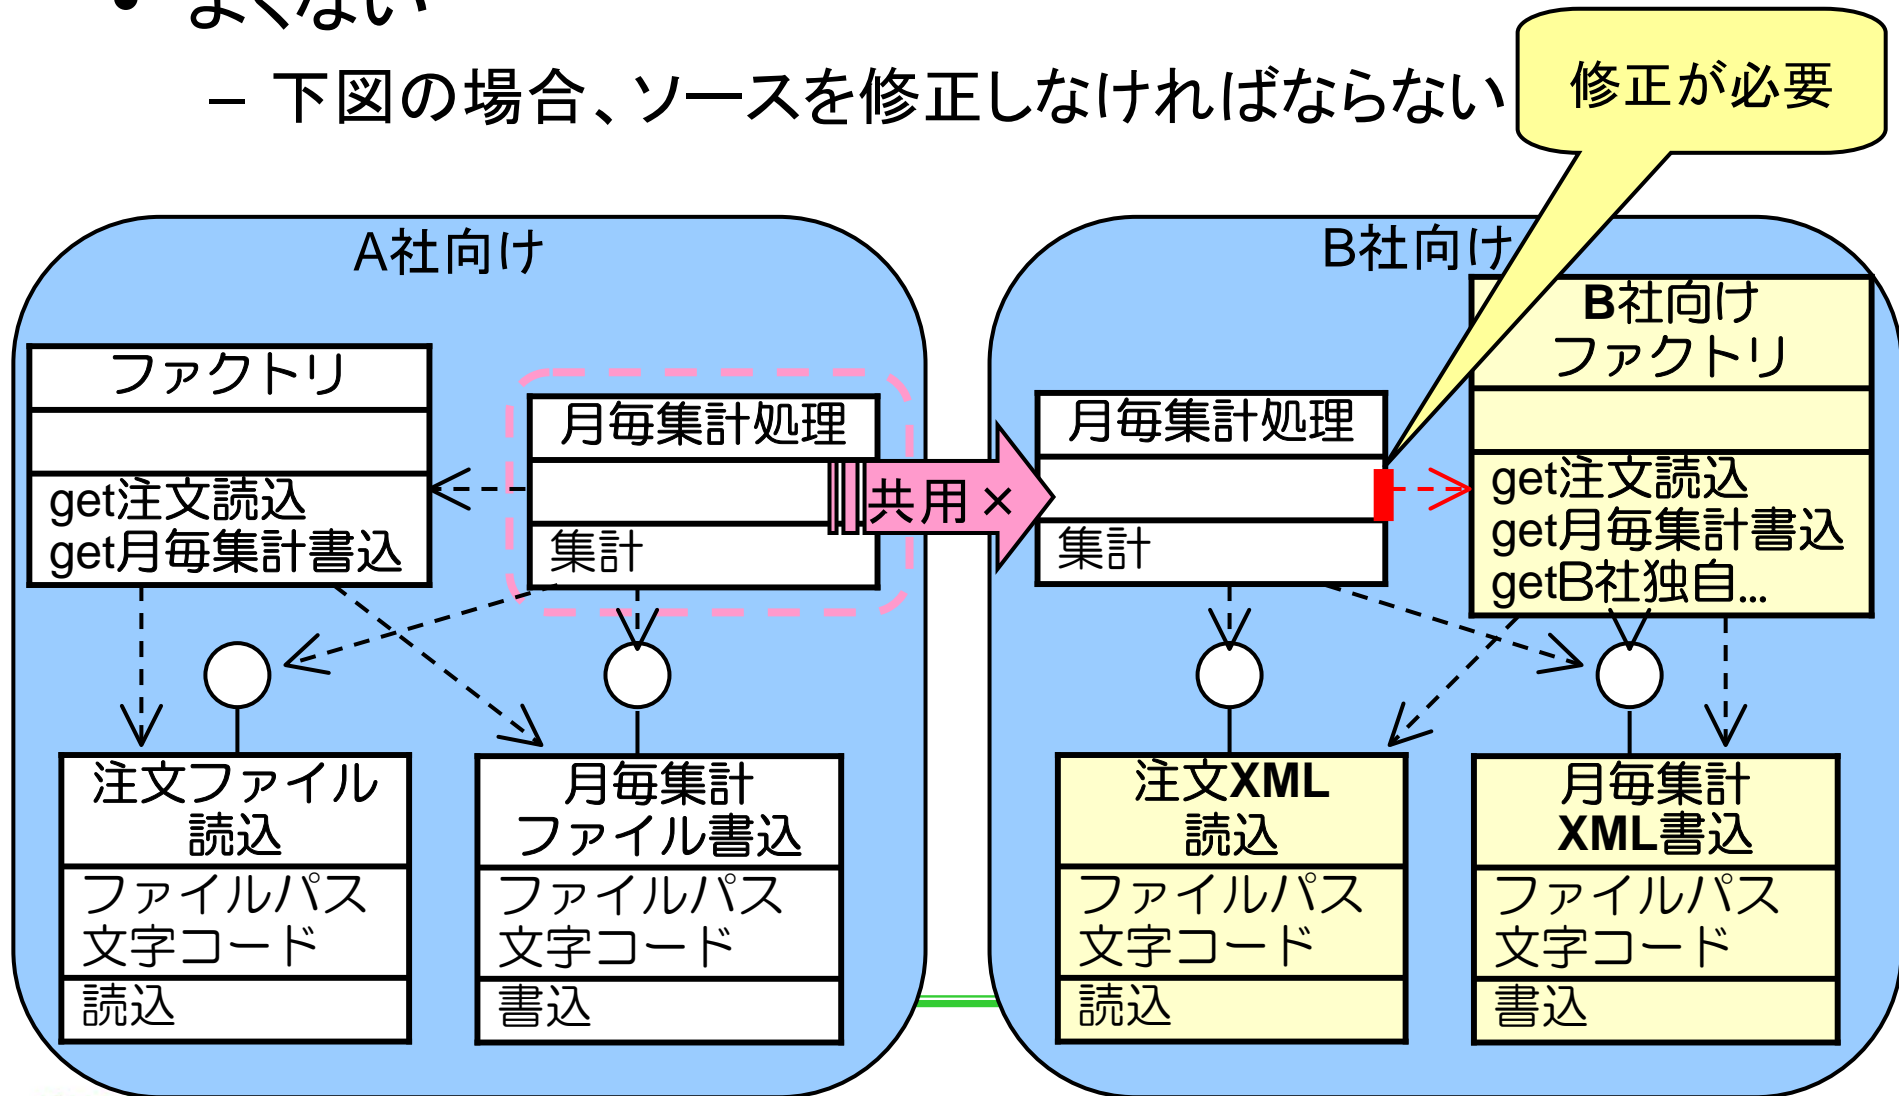 • よくない
– 下図の場合、ソースを修正しなければならない
修正が必要
A社向け
ファクトリ
get注文読込
get月毎集計書込
月毎集計処理
集計
共用×
注文ファイル
読込
ファイルパス
文字コード
読込
月毎集計
ファイル書込
ファイルパス
文字コード
書込
B社向け
月毎集計処理
集計
B社向け
ファクトリ
get注文読込
get月毎集計書込
getB社独自...
注文XML
読込
ファイルパス
文字コード
読込
月毎集計
XML書込
ファイルパス
文字コード
書込